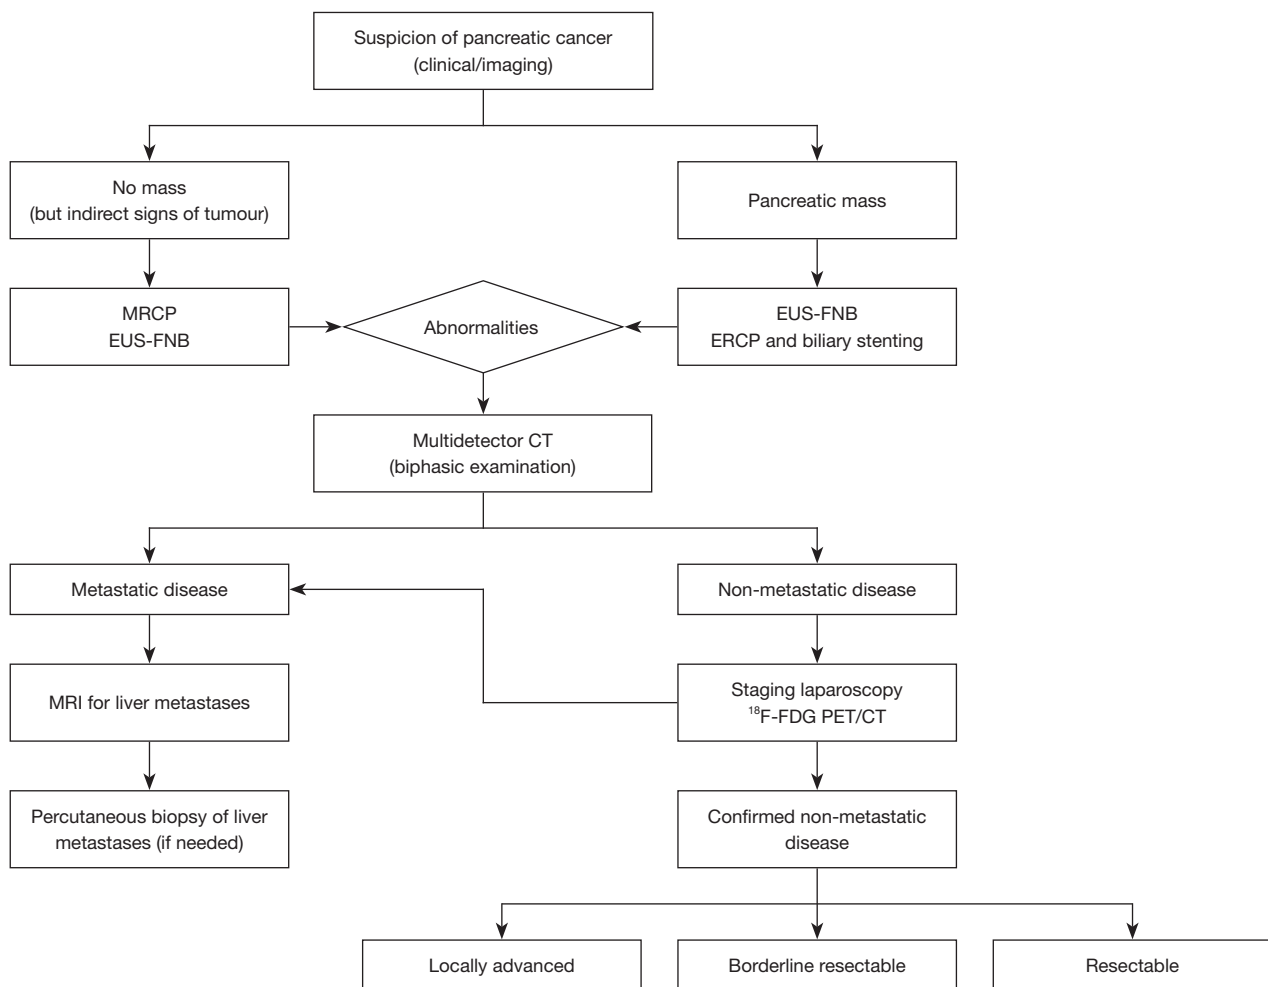 Suspicion of pancreatic cancer
(clinical/imaging)
No mass
(but indirect signs of tumour)
Pancreatic mass
MRCP
EUS-FNB
Abnormalities
EUS-FNB
ERCP and biliary stenting
Multidetector CT
(biphasic examination)
Metastatic disease
Non-metastatic disease
MRI for liver metastases
Staging laparoscopy
¹⁸F-FDG PET/CT
Percutaneous biopsy of liver
metastases (if needed)
Confirmed non-metastatic
disease
Locally advanced
Borderline resectable
Resectable